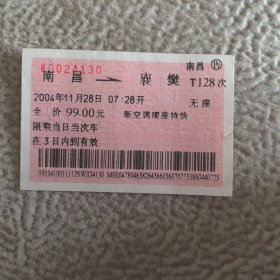 W0024130
南昌
南昌 → 襄樊 T128次
2004年11月28日 07:28开 无座
全 价 99.00元 新空调硬座特快
限乘当日当次车
在3日内到有效